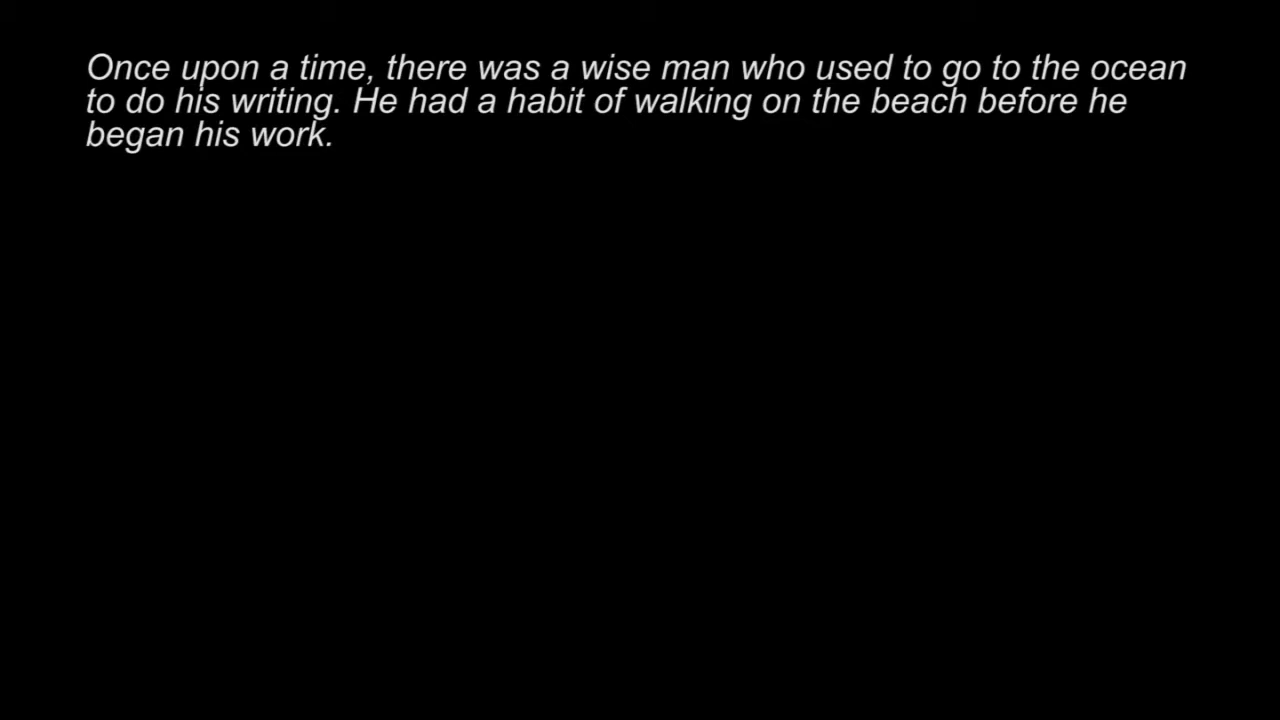 Once upon a time, there was a wise man who used to go to the ocean
to do his writing. He had a habit of walking on the beach before he
began his work.